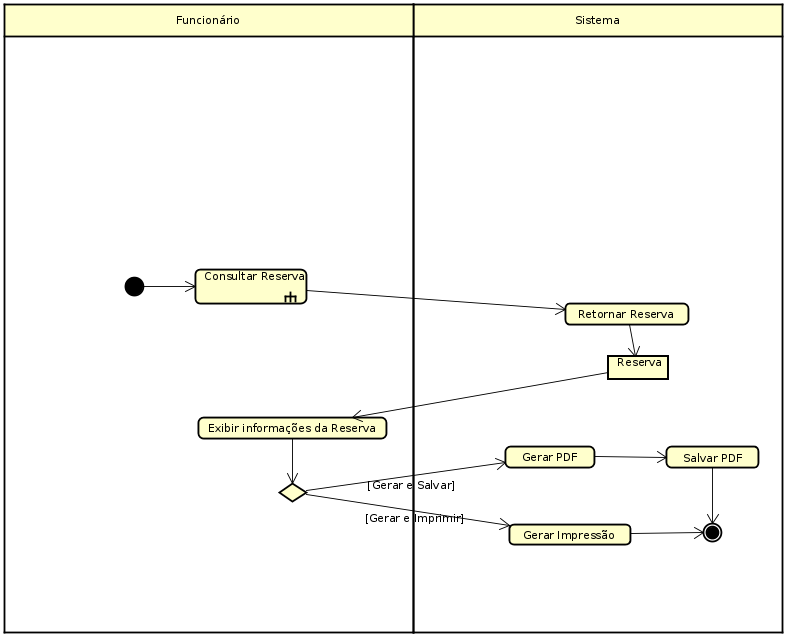 Funcionário
Sistema
Consultar Reserva
Retornar Reserva
Reserva
Exibir informações da Reserva
Gerar PDF
Salvar PDF
[Gerar e Salvar]
[Gerar e Imprimir]
Gerar Impressão